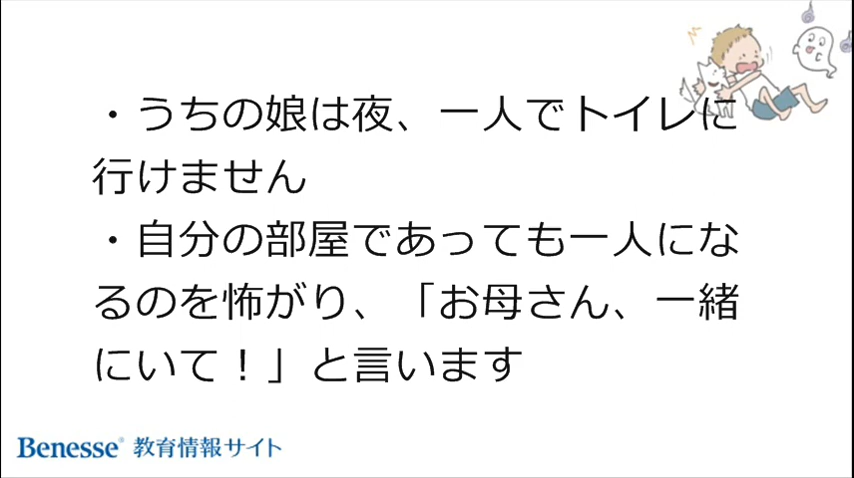 ・うちの娘は夜、一人でトイレに
行けません
・自分の部屋であっても一人にな
るのを怖がり、「お母さん、一緒
にいて！」と言います
Benesse® 教育情報サイト